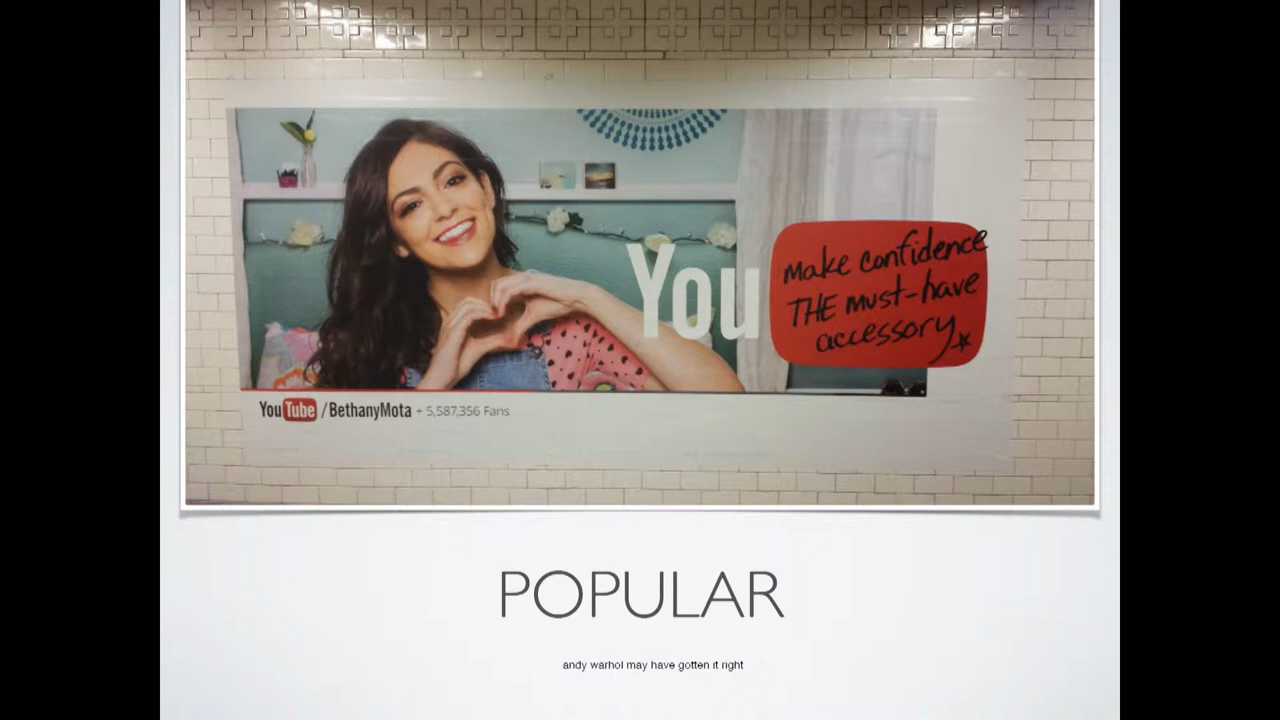 You
make confidence
THE must-have
accessory
YouTube /BethanyMota + 5,587,356 Fans
POPULAR
andy warhol may have gotten it right